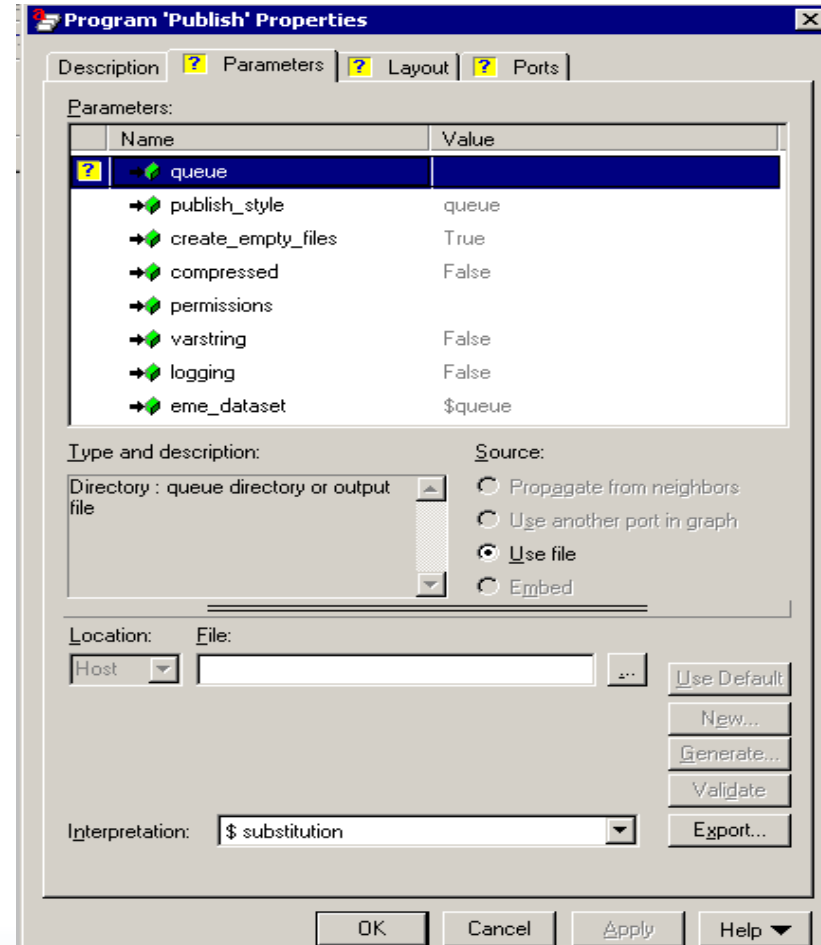 Program 'Publish' Properties
Description ? Parameters ? Layout ? Ports
Parameters:
Name Value
? queue
publish_style queue
create_empty_files True
compressed False
permissions
varstring False
logging False
eme_dataset $queue
Type and description: Source:
Directory : queue directory or output
file
Propagate from neighbors
Use another port in graph
Use file
Embed
Location: File:
Host ...
Use Default
New...
Generate...
Validate
Interpretation: $ substitution Export...
OK Cancel Apply Help